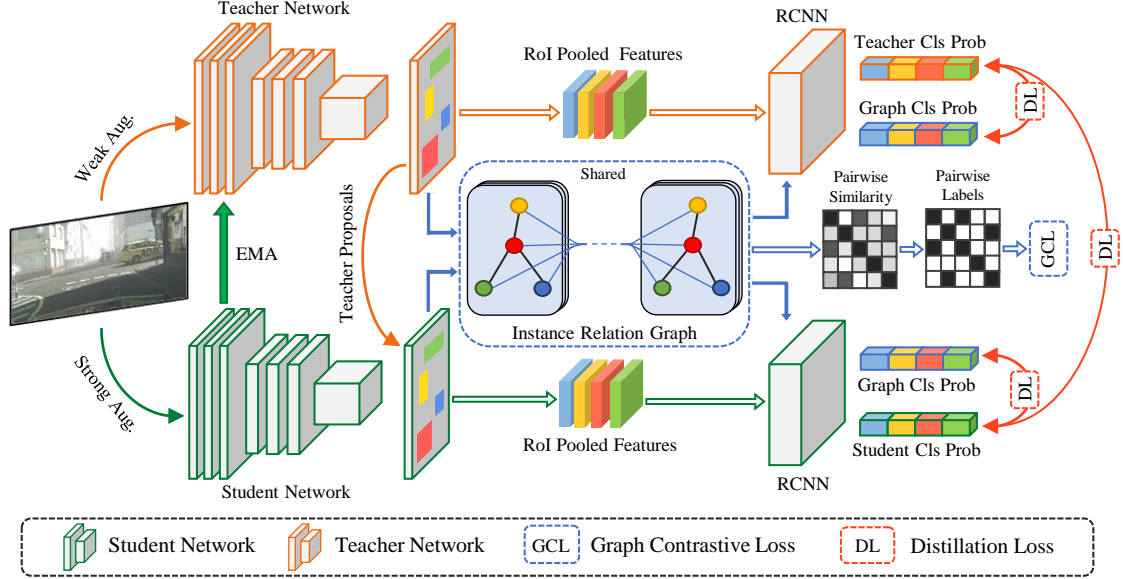 Teacher Network
RCNN
RoI Pooled Features
Teacher Cls Prob
Graph Cls Prob
DL
Weak Aug.
Shared
Pairwise
Similarity
Pairwise
Labels
EMA
Teacher Proposals
GCL
DL
Instance Relation Graph
Strong Aug.
Graph Cls Prob
DL
RoI Pooled Features
Student Cls Prob
Student Network
RCNN
Student Network
Teacher Network
GCL
Graph Contrastive Loss
DL
Distillation Loss